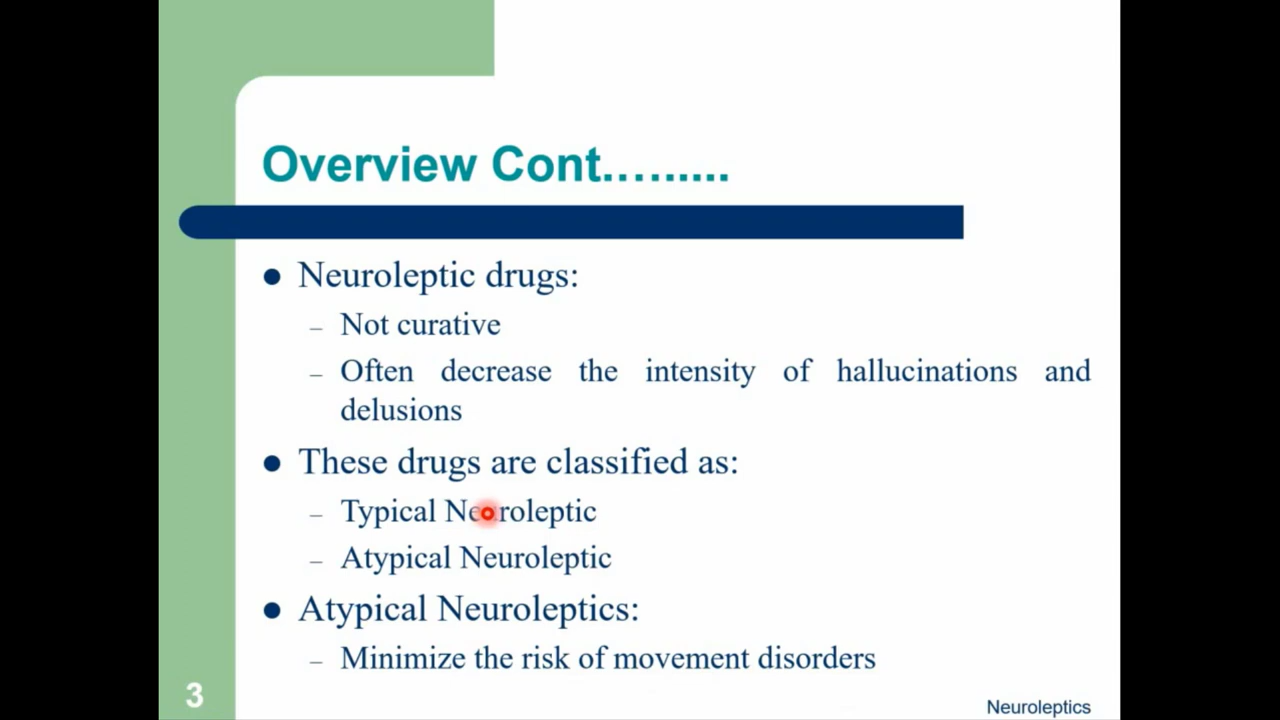 Overview Cont..........
Neuroleptic drugs:
– Not curative
– Often decrease the intensity of hallucinations and
delusions
These drugs are classified as:
– Typical Neuroleptic
– Atypical Neuroleptic
Atypical Neuroleptics:
– Minimize the risk of movement disorders
3
Neuroleptics